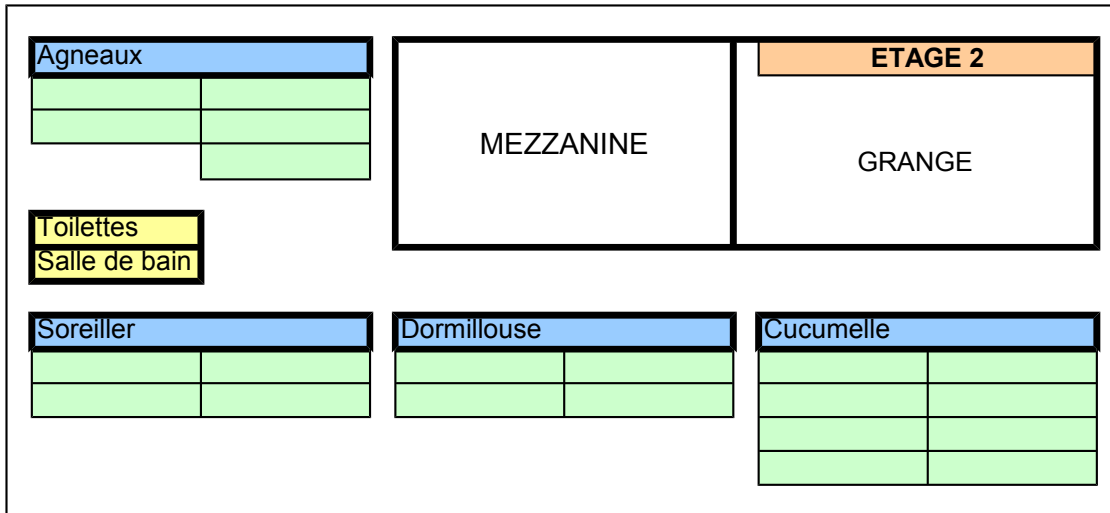 Agneaux
ETAGE 2
MEZZANINE
GRANGE
Toilettes
Salle de bain
Soreiller
Dormillouse
Cucumelle